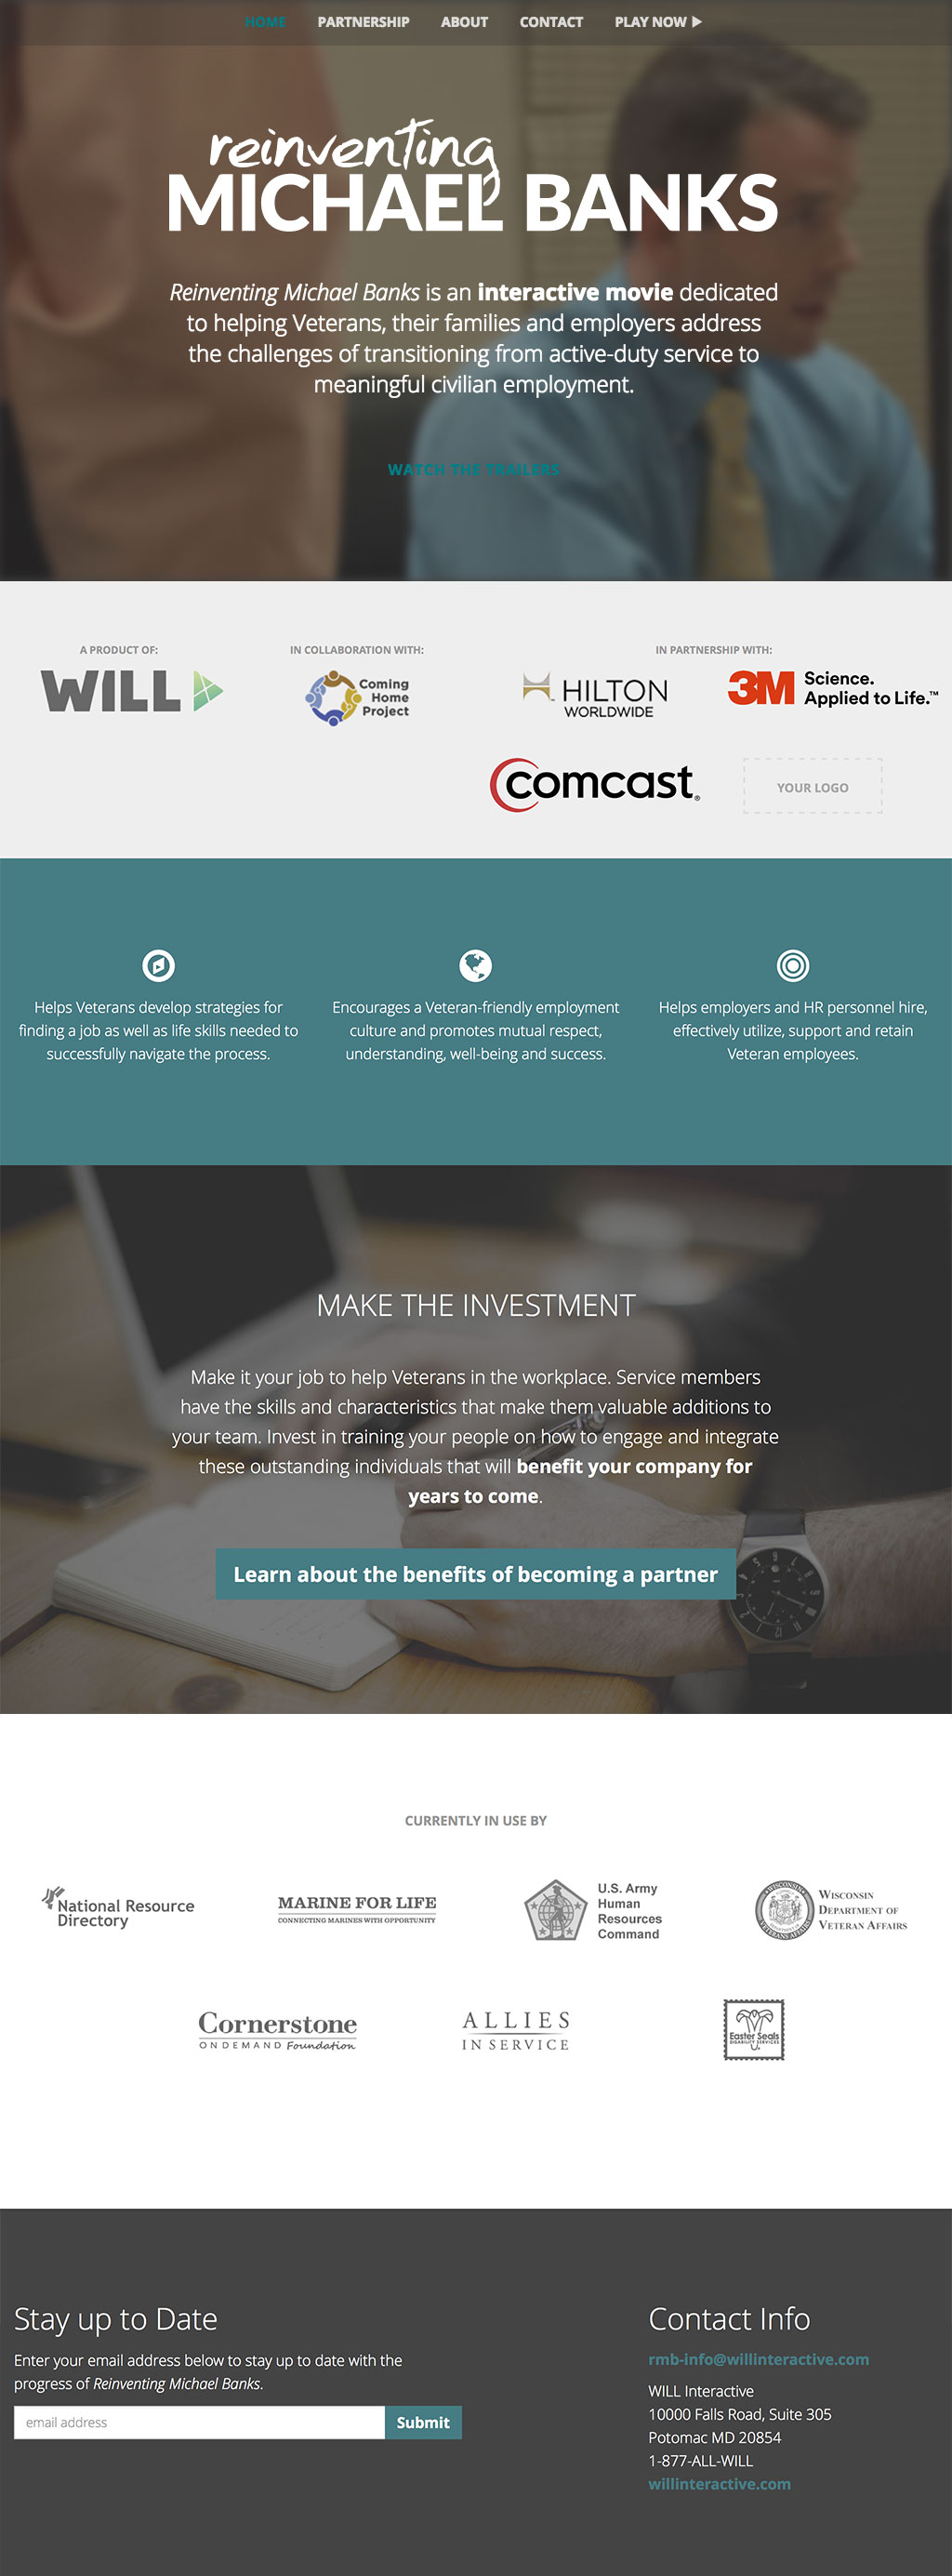 HOME PARTNERSHIP ABOUT CONTACT PLAY NOW
reinventing
MICHAEL BANKS
Reinventing Michael Banks is an interactive movie dedicated
to helping Veterans, their families and employers address
the challenges of transitioning from active-duty service to
meaningful civilian employment.
WATCH THE TRAILERS
A PRODUCT OF:
WILL
IN COLLABORATION WITH:
Coming
Home
Project
IN PARTNERSHIP WITH:
HILTON
WORLDWIDE
3M Science.
Applied to Life.™
comcast®
YOUR LOGO
Helps Veterans develop strategies for
finding a job as well as life skills needed to
successfully navigate the process.
Encourages a Veteran-friendly employment
culture and promotes mutual respect,
understanding, well-being and success.
Helps employers and HR personnel hire,
effectively utilize, support and retain
Veteran employees.
MAKE THE INVESTMENT
Make it your job to help Veterans in the workplace. Service members
have the skills and characteristics that make them valuable additions to
your team. Invest in training your people on how to engage and integrate
these outstanding individuals that will benefit your company for
years to come.
Learn about the benefits of becoming a partner
CURRENTLY IN USE BY
National Resource
Directory
MARINE FOR LIFE
CONNECTING MARINES WITH OPPORTUNITY
U.S. Army
Human
Resources
Command
WISCONSIN
DEPARTMENT OF
VETERAN AFFAIRS
Cornerstone
ONDEMAND Foundation
ALLIES
IN SERVICE
Easter Seals
DISABILITY SERVICES
Stay up to Date
Enter your email address below to stay up to date with the
progress of Reinventing Michael Banks.
email address
Submit
Contact Info
rmb-info@willinteractive.com
WILL Interactive
10000 Falls Road, Suite 305
Potomac MD 20854
1-877-ALL-WILL
willinteractive.com